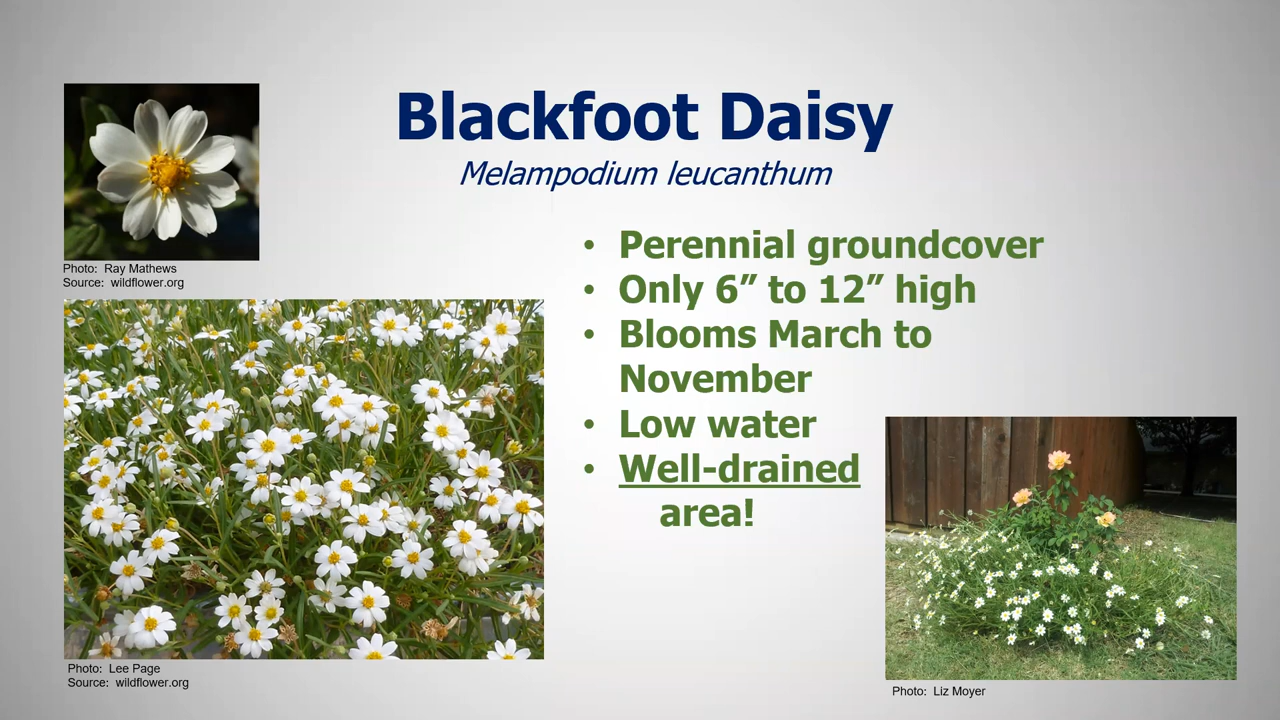 Blackfoot Daisy
Melampodium leucanthum
Photo:  Ray Mathews
Source:  wildflower.org
• Perennial groundcover
• Only 6” to 12” high
• Blooms March to
November
• Low water
• Well-drained
area!
Photo:  Lee Page
Source:  wildflower.org
Photo:  Liz Moyer